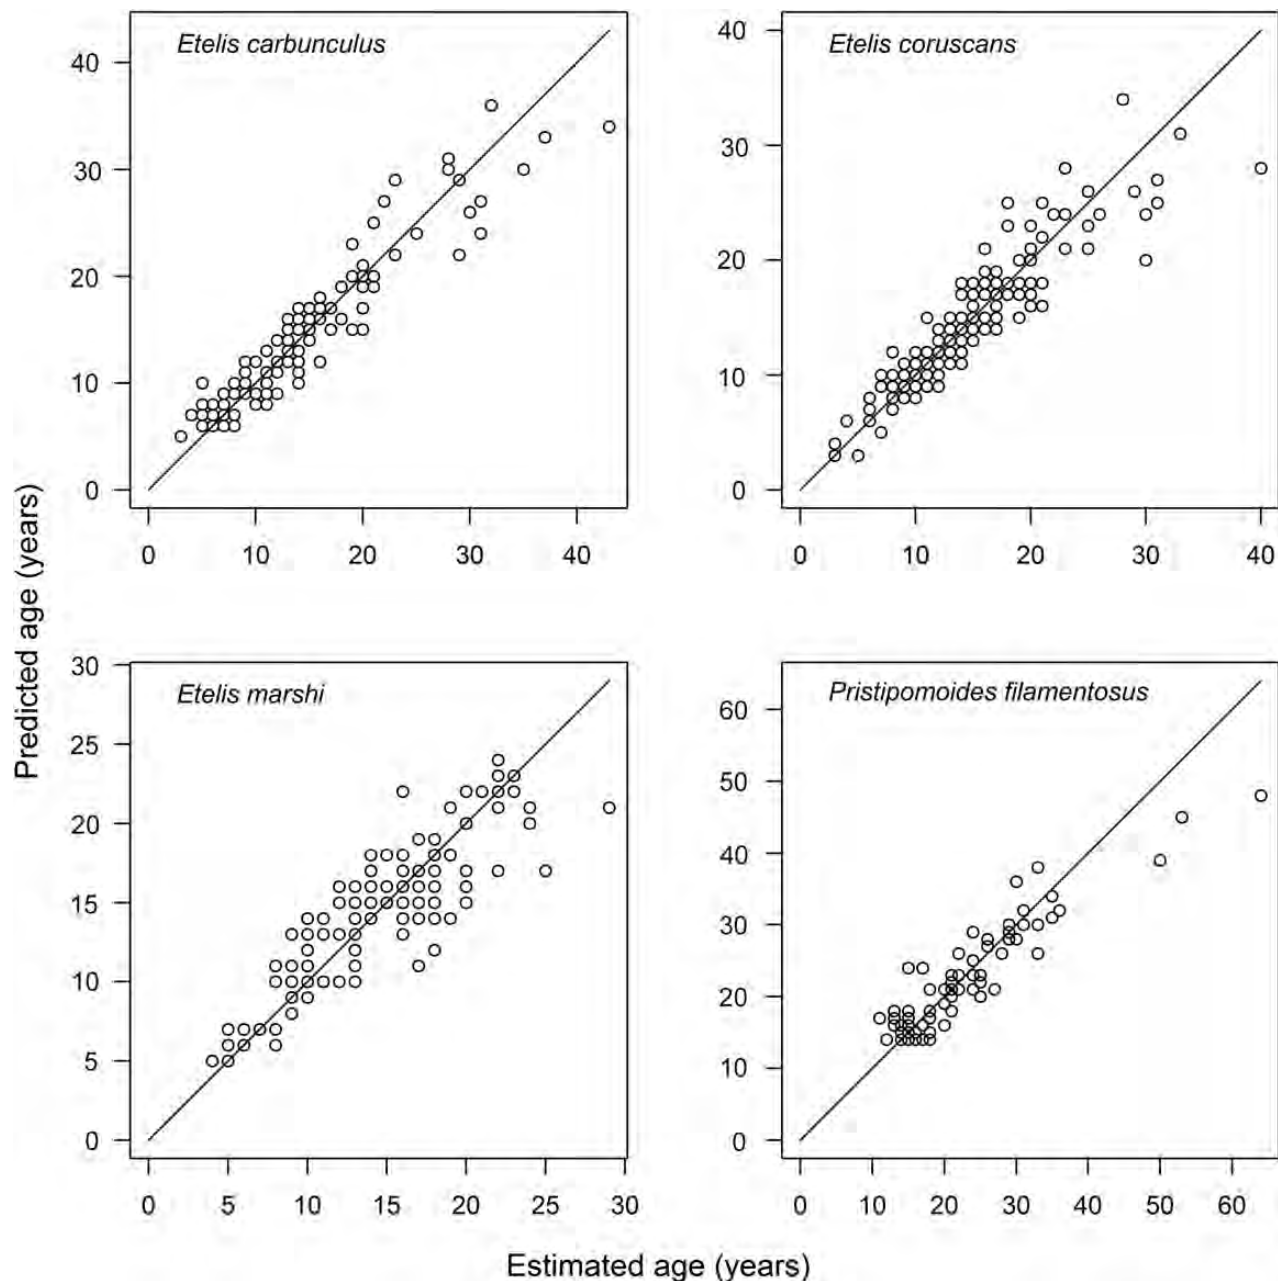 Etelis carbunculus
Etelis coruscans
40
30
20
10
0
0 10 20 30 40
40
30
20
10
0
0 10 20 30 40
Predicted age (years)
Etelis marshi
Pristipomoides filamentosus
30
25
20
15
10
5
0
0 5 10 15 20 25 30
60
50
40
30
20
10
0
0 10 20 30 40 50 60
Estimated age (years)